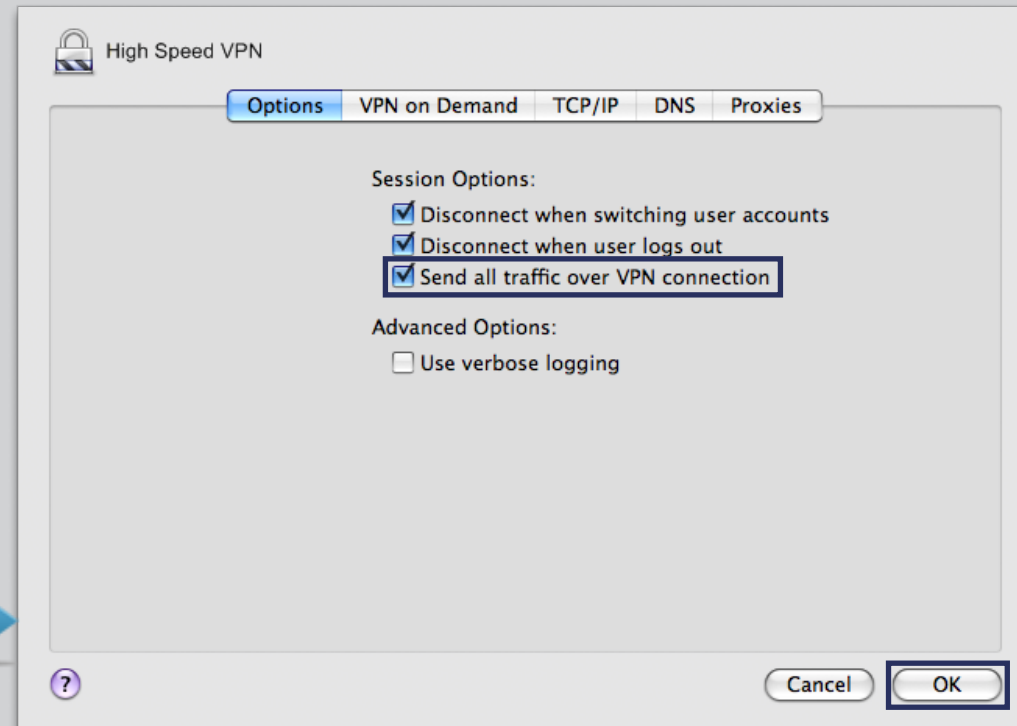 High Speed VPN
Options VPN on Demand TCP/IP DNS Proxies
Session Options:
Disconnect when switching user accounts
Disconnect when user logs out
Send all traffic over VPN connection
Advanced Options:
Use verbose logging
? Cancel OK